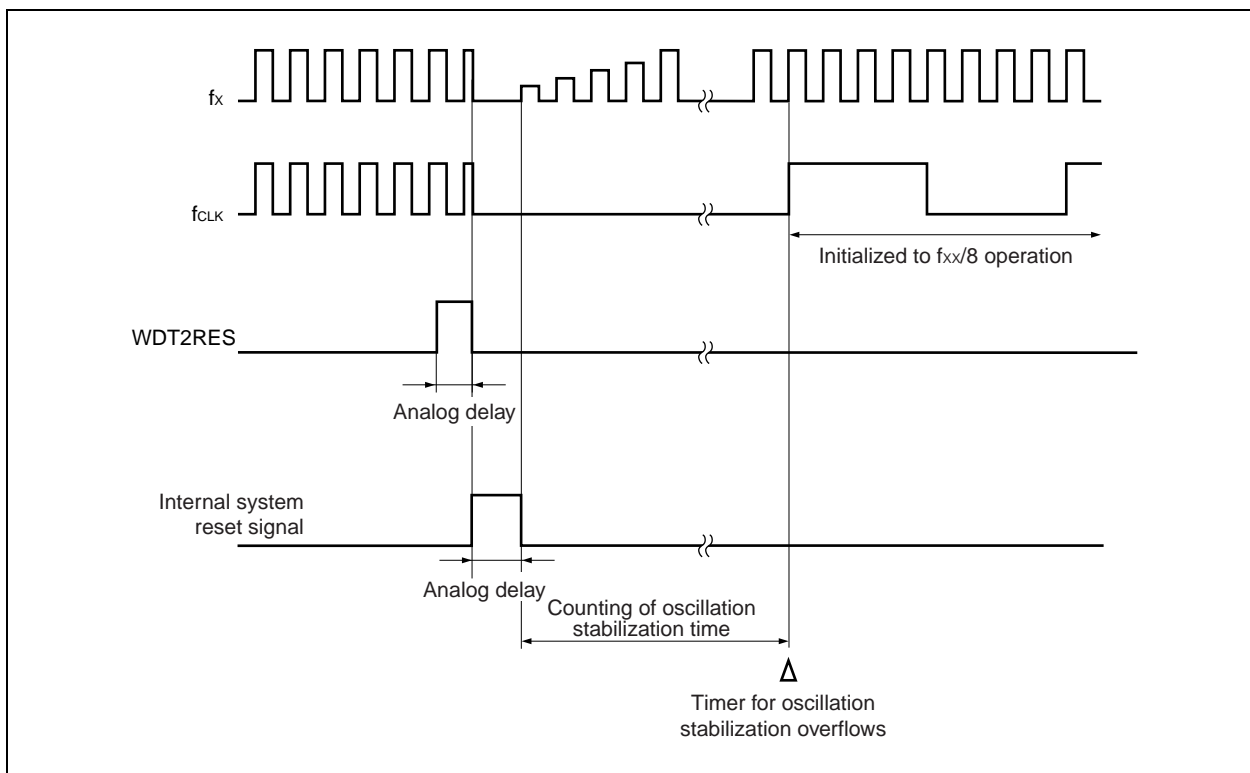 fX
fCLK
Initialized to fXX/8 operation
WDT2RES
Analog delay
Internal system
reset signal
Analog delay
Counting of oscillation
stabilization time
Timer for oscillation
stabilization overflows